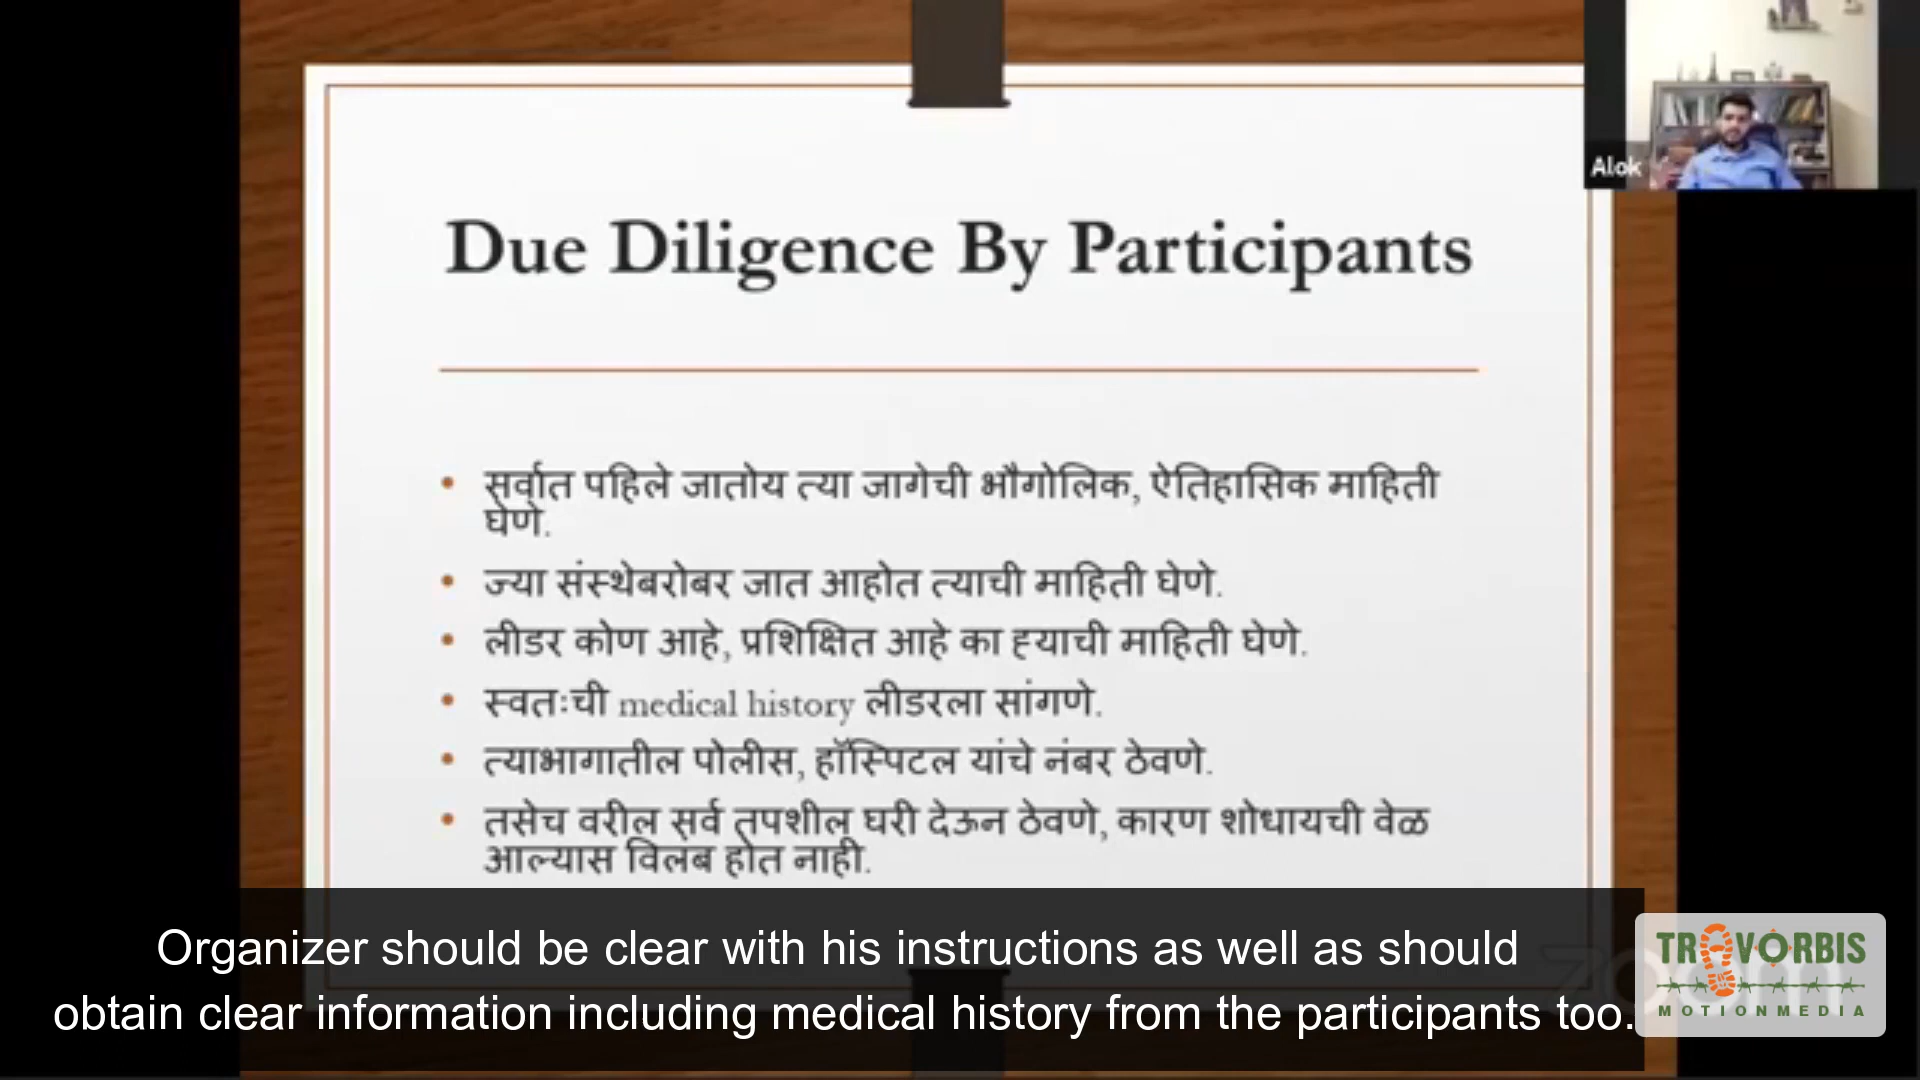 Alok
Due Diligence By Participants
• सर्वात पहिले जातोय त्या जागेची भौगोलिक, ऐतिहासिक माहिती
घेणे.
• ज्या संस्थेबरोबर जात आहोत त्याची माहिती घेणे.
• लीडर कोण आहे, प्रशिक्षित आहे का ह्याची माहिती घेणे.
• स्वतःची medical history लीडरला सांगणे.
• त्याभागातील पोलीस, हॉस्पिटल यांचे नंबर ठेवणे.
• तसेच वरील सर्व तपशील घरी देऊन ठेवणे, कारण शोधायची वेळ
आल्यास विलंब होत नाही.
Organizer should be clear with his instructions as well as should
obtain clear information including medical history from the participants too.
zoom
TRAVORBIS
MOTIONMEDIA